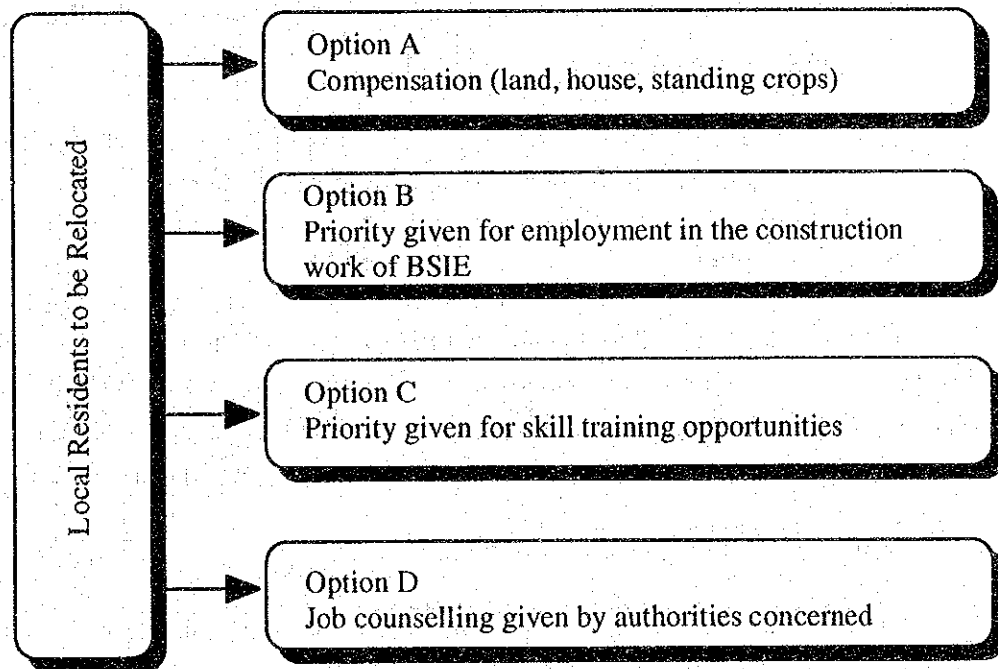 Local Residents to be Relocated
Option A
Compensation (land, house, standing crops)
Option B
Priority given for employment in the construction
work of BSIE
Option C
Priority given for skill training opportunities
Option D
Job counselling given by authorities concerned